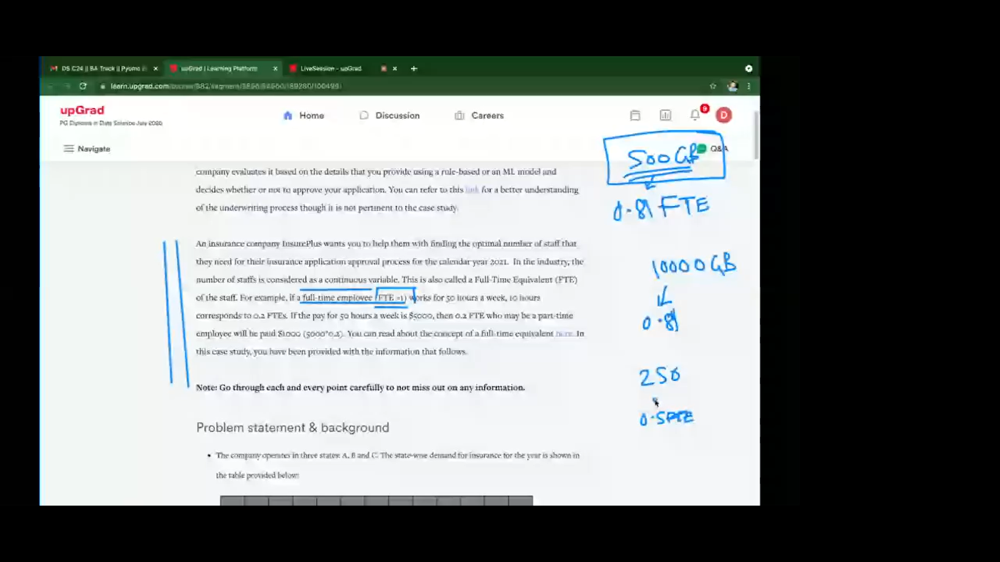 DS C24 || BA Track || Pyomo
upGrad | Learning Platform
LiveSession - upGrad
learn.upgrad.com/course/
upGrad
PG Diploma in Data Science July 2020
Home
Discussion
Careers
9
D
Navigate
Q&A
500 GB
company evaluates it based on the details that you provide using a rule-based or an ML model and
decides whether or not to approve your application. You can refer to this link for a better understanding
of the underwriting process though it is not pertinent to the case study.
0.81 FTE
An insurance company InsurePlus wants you to help them with finding the optimal number of staff that
they need for their insurance application approval process for the calendar year 2021. In the industry, the
number of staffs is considered as a continuous variable. This is also called a Full-Time Equivalent (FTE)
of the staff. For example, if a full-time employee (FTE =1) works for 50 hours a week, 10 hours
corresponds to 0.2 FTEs. If the pay for 50 hours a week is $5000, then 0.2 FTE who may be a part-time
employee will be paid $1000 (5000*0.2). You can read about the concept of a full-time equivalent here. In
this case study, you have been provided with the information that follows.
10000 GB
0.81
250
0.5 FTE
Note: Go through each and every point carefully to not miss out on any information.
Problem statement & background
• The company operates in three states: A, B and C. The state-wise demand for insurance for the year is shown in
the table provided below: